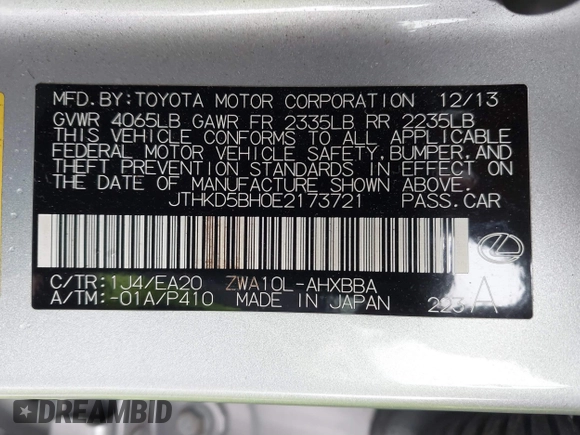 MFD.BY:TOYOTA MOTOR CORPORATION 12/13
GVWR 4065LB GAWR FR 2335LB RR 2235LB
THIS VEHICLE CONFORMS TO ALL APPLICABLE
FEDERAL MOTOR VEHICLE SAFETY,BUMPER,AND
THEFT PREVENTION STANDARDS IN EFFECT ON
THE DATE OF MANUFACTURE SHOWN ABOVE.
JTHKD5BH0E2173721 PASS.CAR
C/TR:1J4/EA20 ZWA10L-AHXBBA
A/TM:-01A/P410 MADE IN JAPAN 223 A
DREAMBID